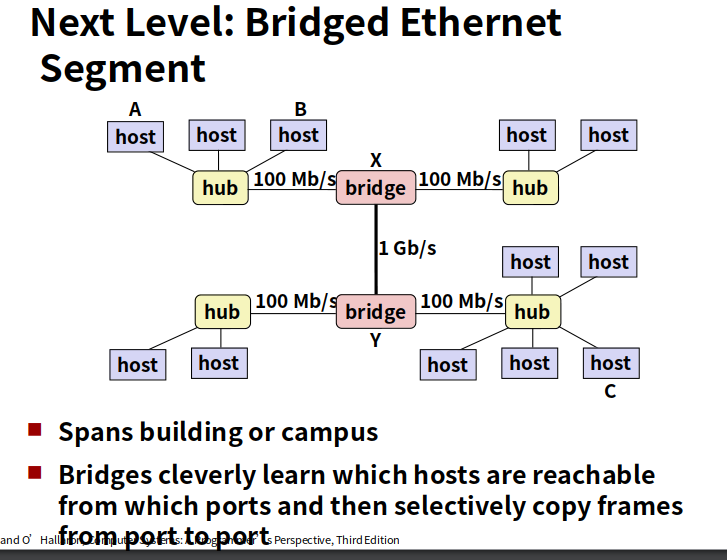 Next Level: Bridged Ethernet
Segment
A
B
host
host
host
host
host
X
hub
100 Mb/s
bridge
100 Mb/s
hub
1 Gb/s
host
host
hub
100 Mb/s
bridge
100 Mb/s
hub
Y
host
host
host
host
host
C
Spans building or campus
Bridges cleverly learn which hosts are reachable
from which ports and then selectively copy frames
from port to port
and O’Hallaron, Computer Systems: A Programmer’s Perspective, Third Edition